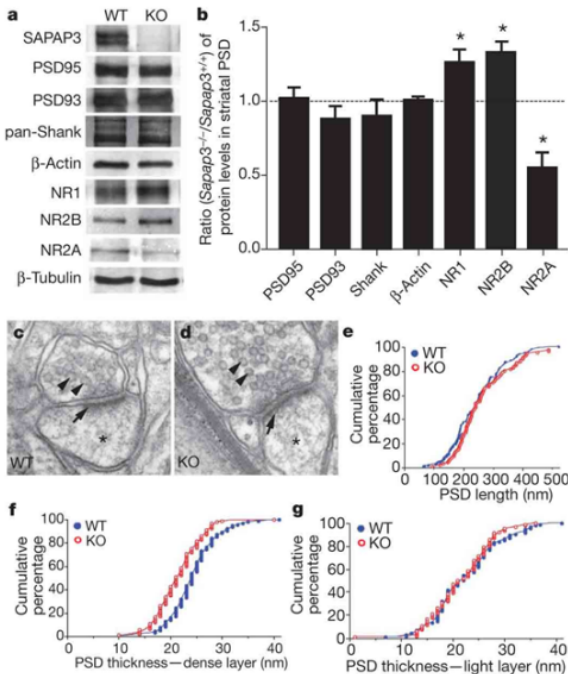 a
WT KO
SAPAP3
PSD95
PSD93
pan-Shank
β-Actin
NR1
NR2B
NR2A
β-Tubulin
b
Ratio (Sapap3−/−/Sapap3+/+) of
protein levels in striatal PSD
1.5
1.0
0.5
0
* * *
PSD95 PSD93 Shank β-Actin NR1 NR2B NR2A
c
*
WT
d
*
KO
e
WT
KO
Cumulative
percentage
100
80
60
40
20
0
0 100 200 300 400 500
PSD length (nm)
f
WT
KO
Cumulative
percentage
100
80
60
40
20
0
0 10 20 30 40
PSD thickness—dense layer (nm)
g
WT
KO
Cumulative
percentage
100
80
60
40
20
0
0 10 20 30 40
PSD thickness—light layer (nm)